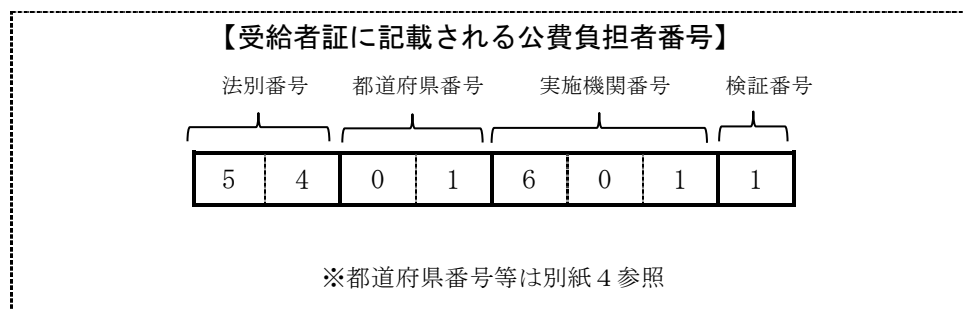 【受給者証に記載される公費負担者番号】
法別番号 都道府県番号 実施機関番号 検証番号
5 4 0 1 6 0 1 1
※都道府県番号等は別紙４参照